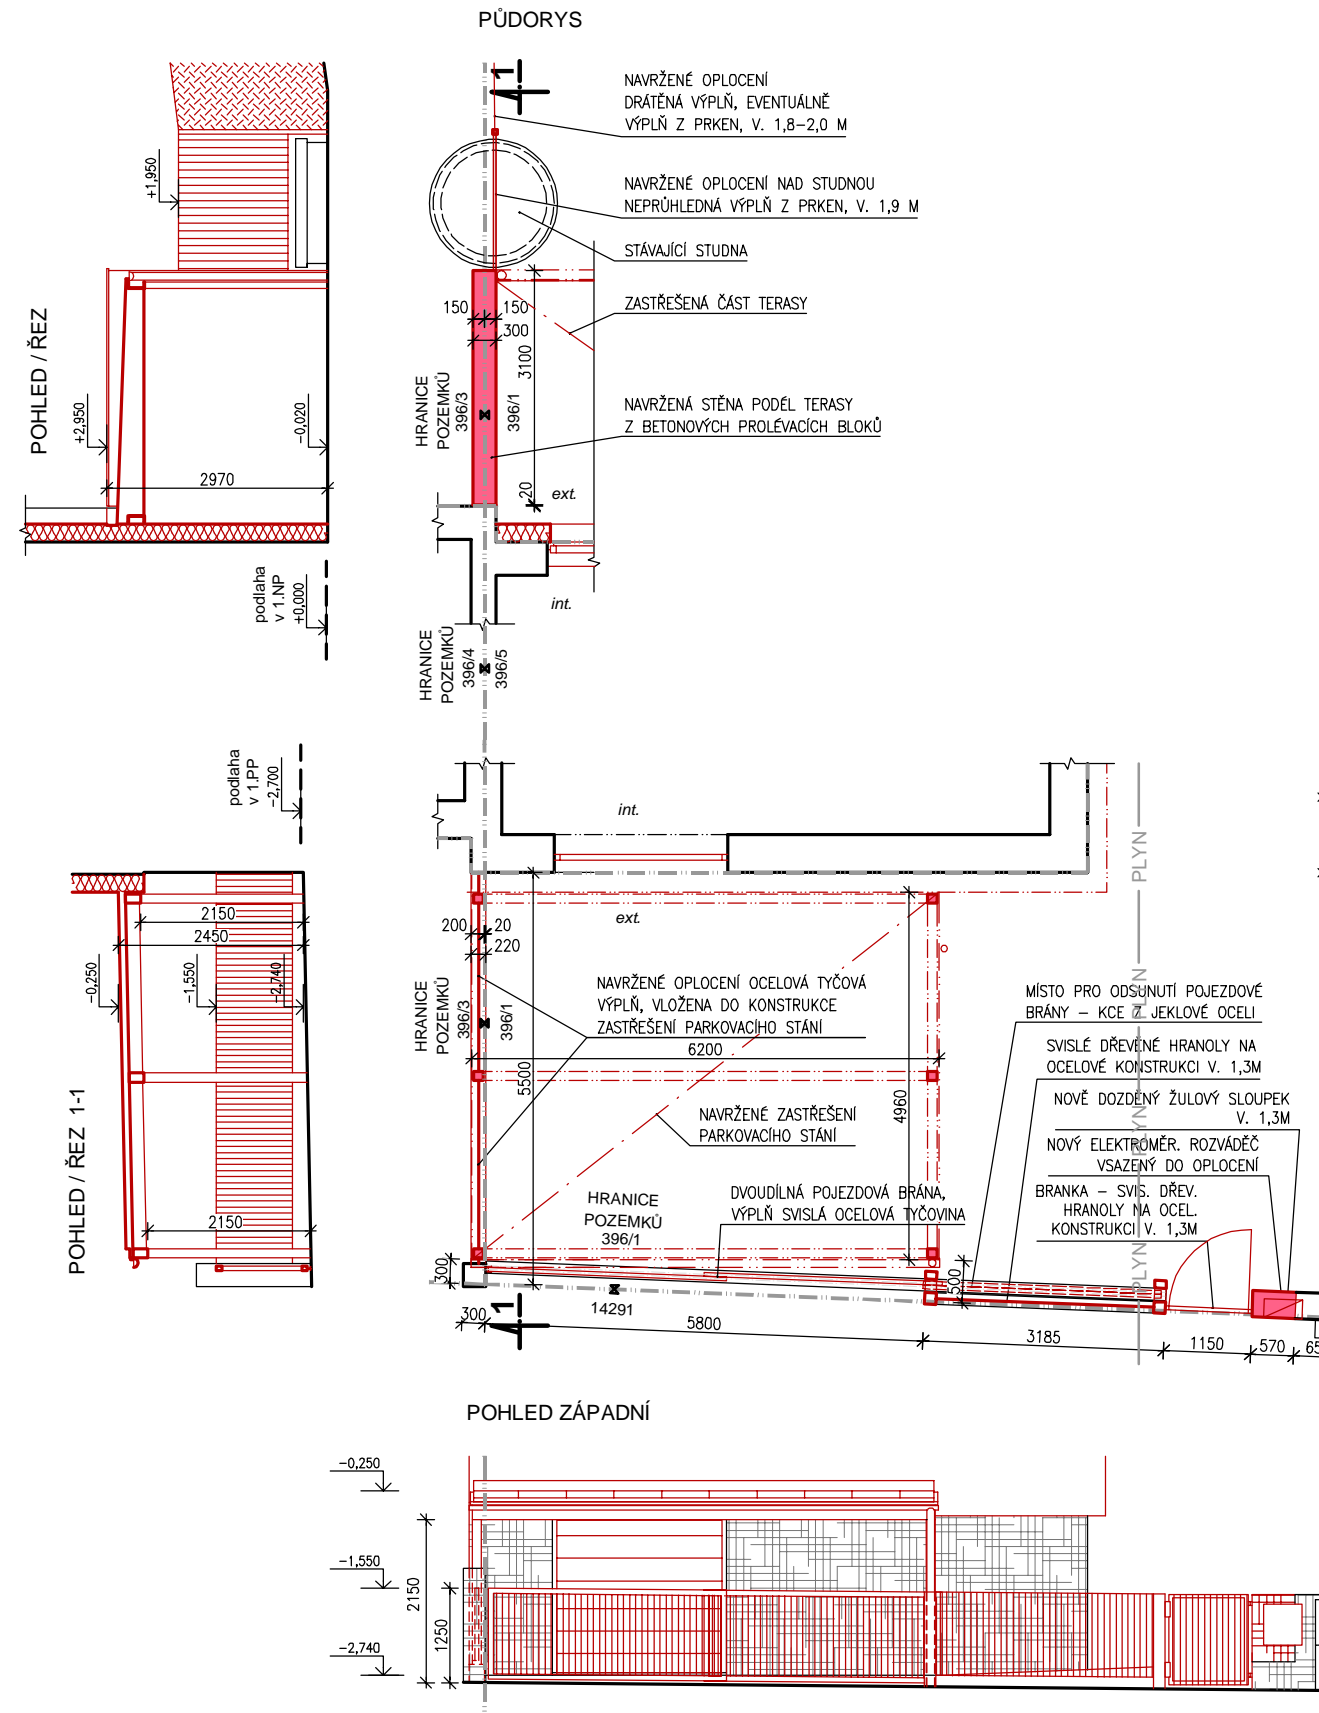 PŮDORYS
NAVRŽENÉ OPLOCENÍ
DRÁTĚNÁ VÝPLŇ, EVENTUÁLNĚ
VÝPLŇ Z PRKEN, V. 1,8–2,0 M
NAVRŽENÉ OPLOCENÍ NAD STUDNOU
NEPRŮHLEDNÁ VÝPLŇ Z PRKEN, V. 1,9 M
STÁVAJÍCÍ STUDNA
ZASTŘEŠENÁ ČÁST TERASY
NAVRŽENÁ STĚNA PODÉL TERASY
Z BETONOVÝCH PROLÉVACÍCH BLOKŮ
1
150
150
300
3100
20
HRANICE
POZEMKŮ
396/3
396/1
ext.
int.
POHLED / ŘEZ
+1,950
+2,950
-0,020
2970
podlaha
v 1.NP
+0,000
HRANICE
POZEMKŮ
396/4
396/5
podlaha
v 1.PP
-2,700
POHLED / ŘEZ 1-1
2150
2450
-0,250
-1,550
-2,740
2150
int.
ext.
200
20
220
HRANICE
POZEMKŮ
396/3
396/1
NAVRŽENÉ OPLOCENÍ OCELOVÁ TYČOVÁ
VÝPLŇ, VLOŽENA DO KONSTRUKCE
ZASTŘEŠENÍ PARKOVACÍHO STÁNÍ
6200
5500
4960
NAVRŽENÉ ZASTŘEŠENÍ
PARKOVACÍHO STÁNÍ
HRANICE
POZEMKŮ
396/1
DVOUDÍLNÁ POJEZDOVÁ BRÁNA,
VÝPLŇ SVISLÁ OCELOVÁ TYČOVINA
PLYN
PLYN
PLYN
PLYN
PLYN
MÍSTO PRO ODSUNUTÍ POJEZDOVÉ
BRÁNY – KCE Z JEKLOVÉ OCELI
SVISLÉ DŘEVĚNÉ HRANOLY NA
OCELOVÉ KONSTRUKCI V. 1,3M
NOVĚ DOZDĚNÝ ŽULOVÝ SLOUPEK
V. 1,3M
NOVÝ ELEKTROMĚR. ROZVÁDĚČ
VSAZENÝ DO OPLOCENÍ
BRANKA – SVIS. DŘEV.
HRANOLY NA OCEL.
KONSTRUKCI V. 1,3M
300
500
300
1
14291
5800
3185
1150
570
65
POHLED ZÁPADNÍ
-0,250
-1,550
-2,740
2150
1250